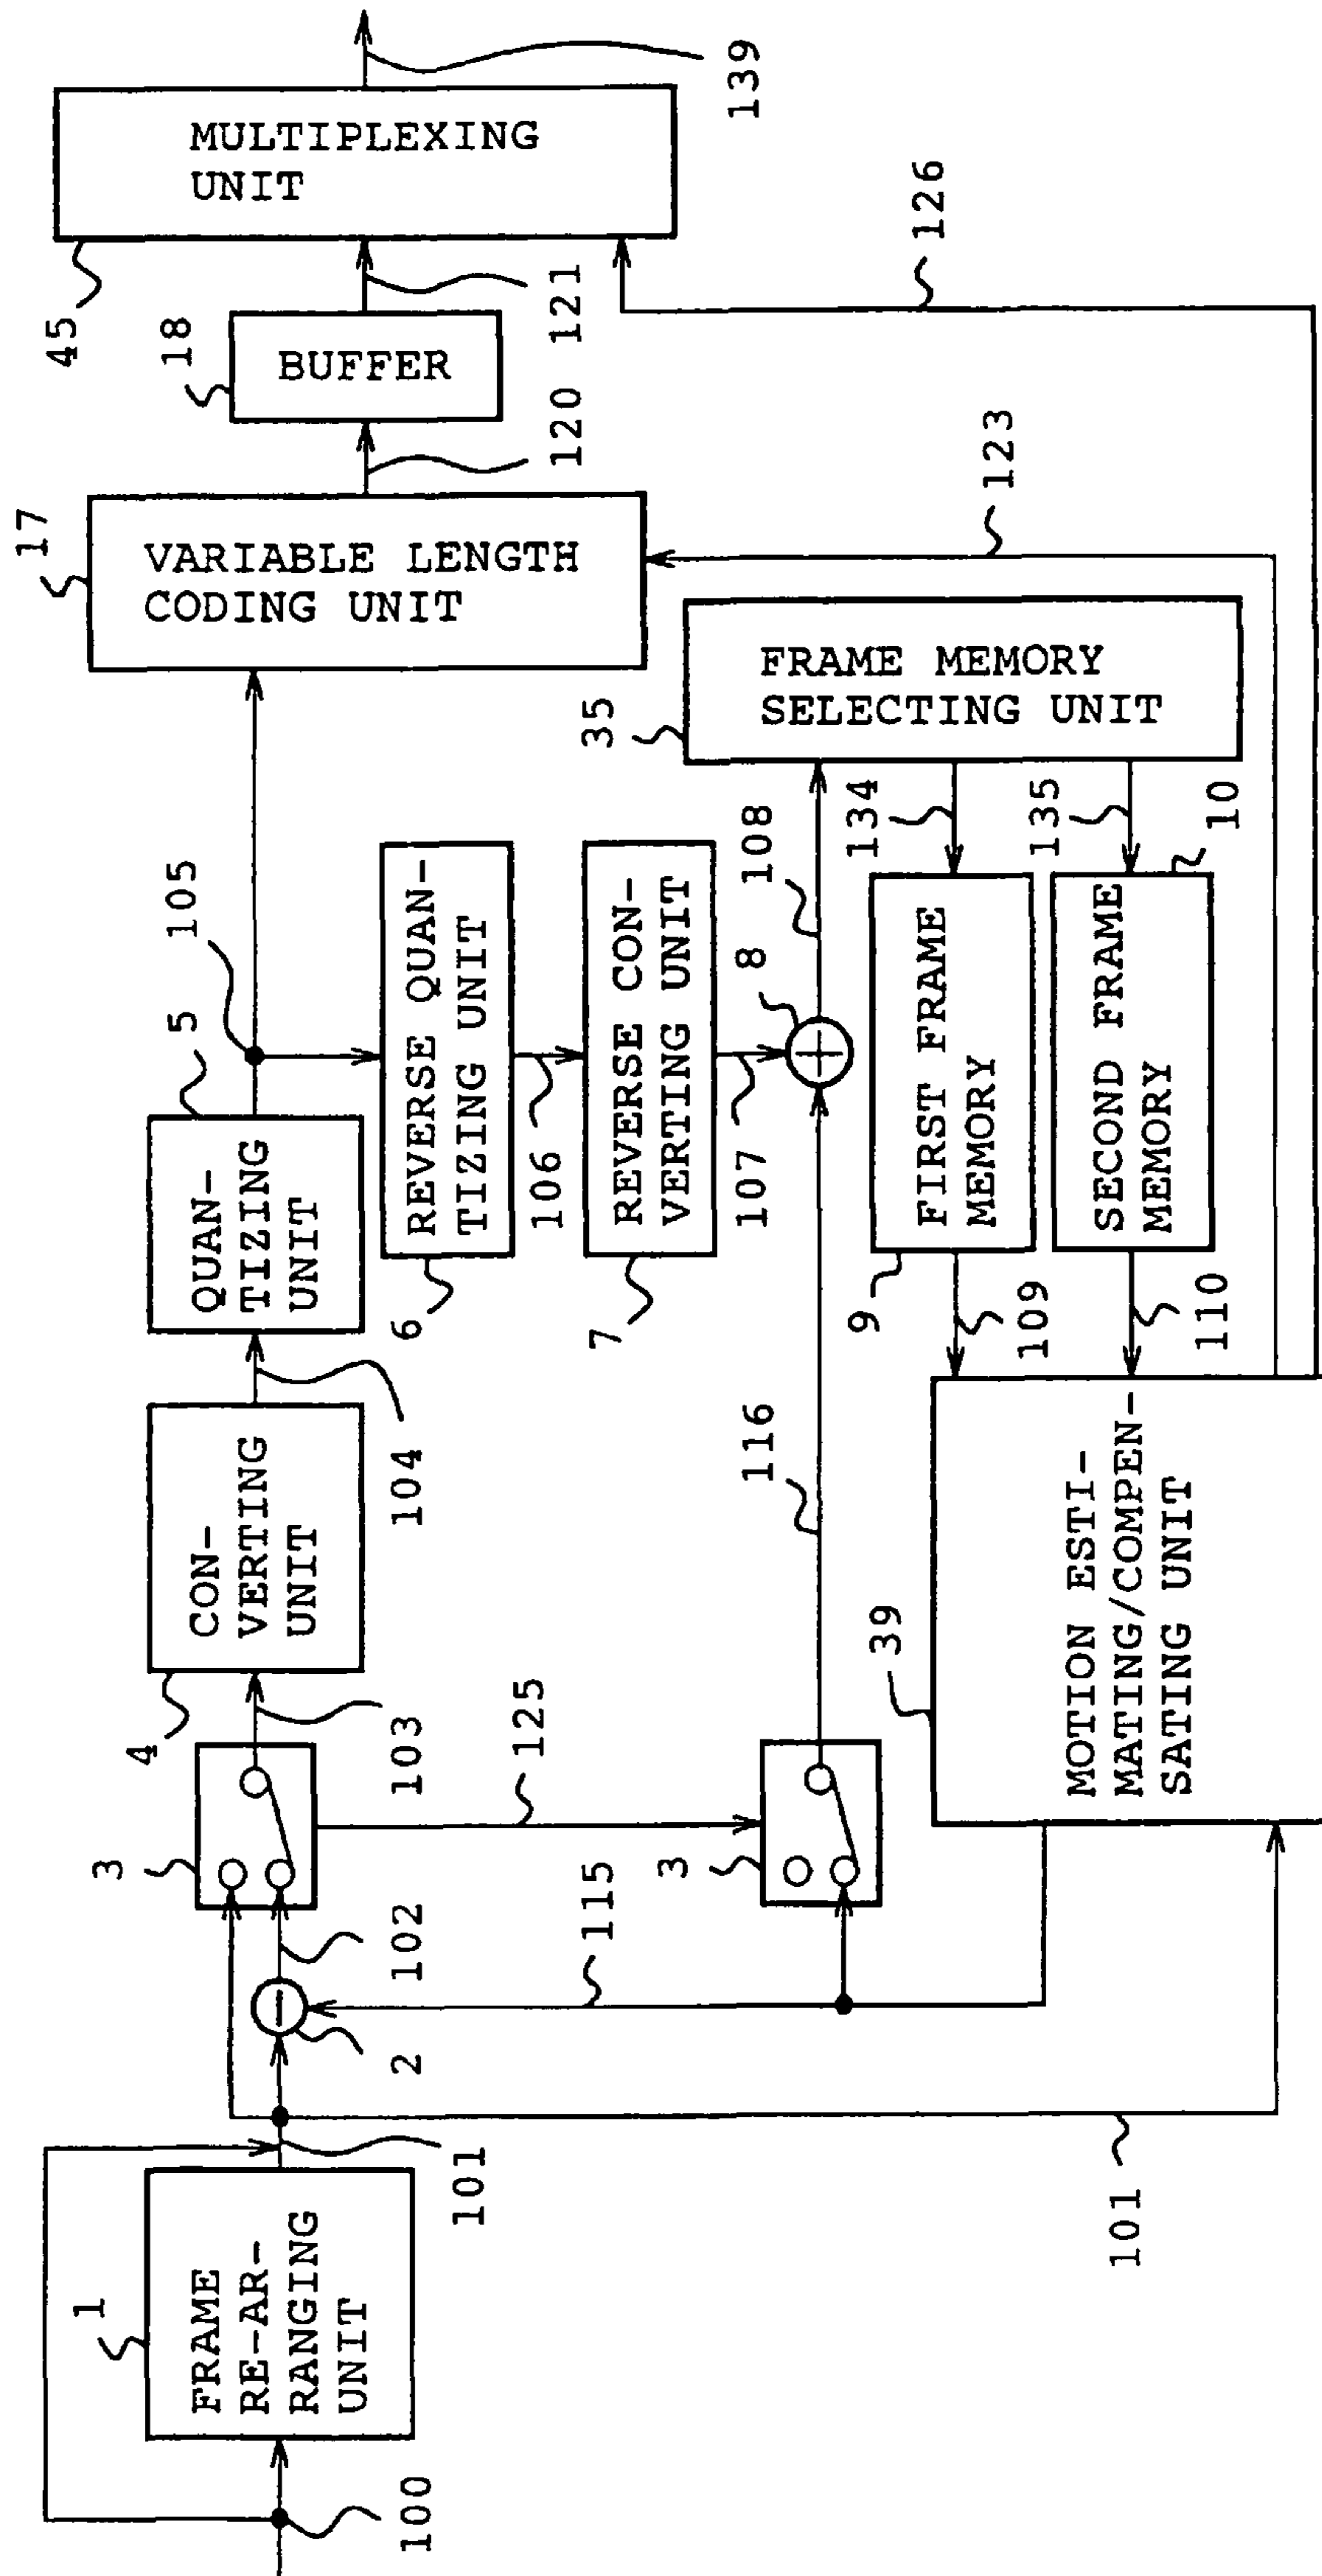 1
FRAME
RE-AR-
RANGING
UNIT
100
101
2
102
3
103
4
CON-
VERTING
UNIT
104
5
QUAN-
TIZING
UNIT
105
17
VARIABLE LENGTH
CODING UNIT
120
18
BUFFER
121
45
MULTIPLEXING
UNIT
139
125
115
3
116
6
REVERSE QUAN-
TIZING UNIT
106
7
REVERSE CON-
VERTING UNIT
107
8
108
35
FRAME MEMORY
SELECTING UNIT
134
135
9
FIRST FRAME
MEMORY
10
SECOND FRAME
MEMORY
109
110
39
MOTION ESTI-
MATING/COMPEN-
SATING UNIT
101
123
126